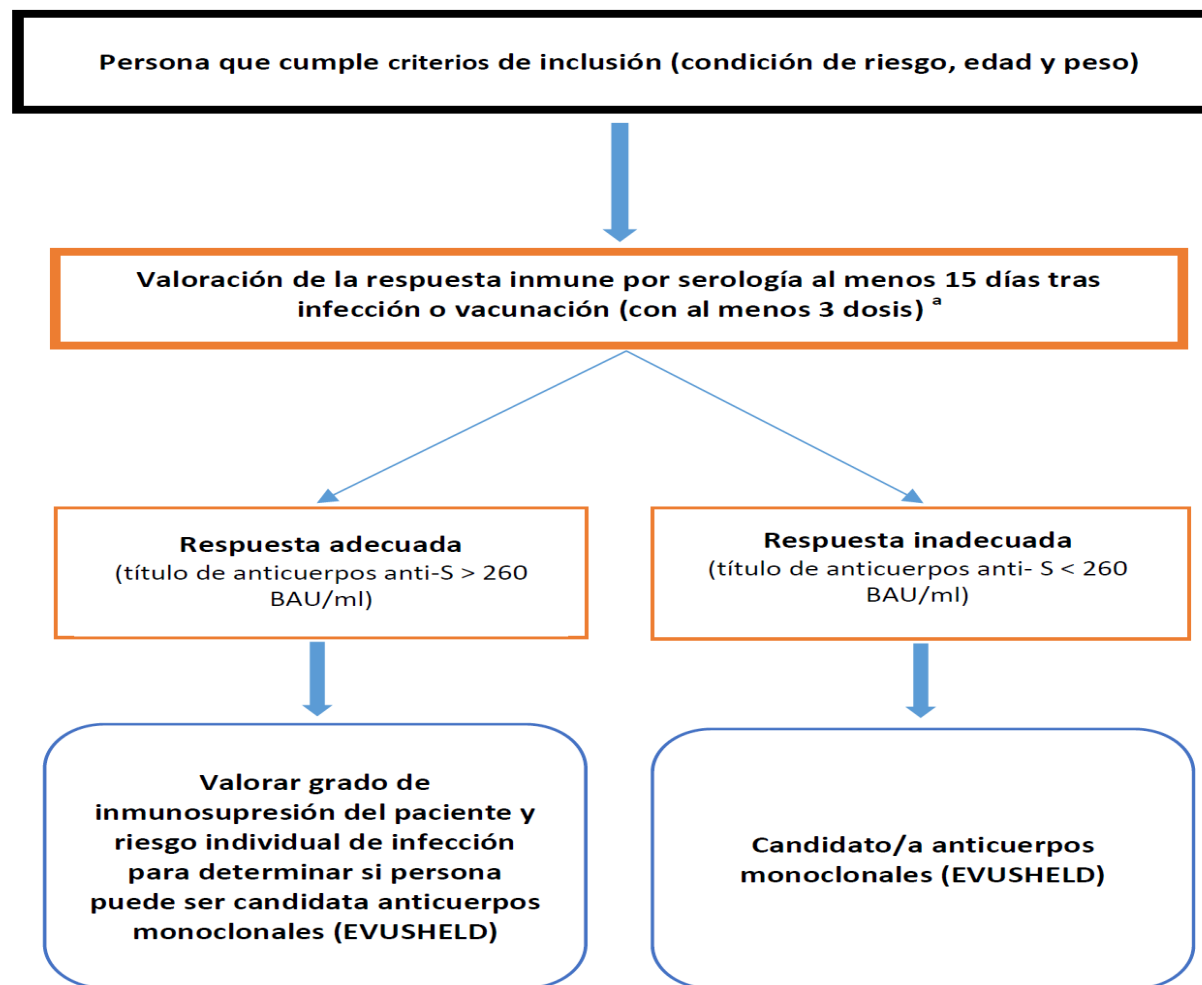 Persona que cumple criterios de inclusión (condición de riesgo, edad y peso)
Valoración de la respuesta inmune por serología al menos 15 días tras
infección o vacunación (con al menos 3 dosis) ª
Respuesta adecuada
(título de anticuerpos anti-S > 260
BAU/ml)
Respuesta inadecuada
(título de anticuerpos anti- S < 260
BAU/ml)
Valorar grado de
inmunosupresión del paciente y
riesgo individual de infección
para determinar si persona
puede ser candidata anticuerpos
monoclonales (EVUSHELD)
Candidato/a anticuerpos
monoclonales (EVUSHELD)